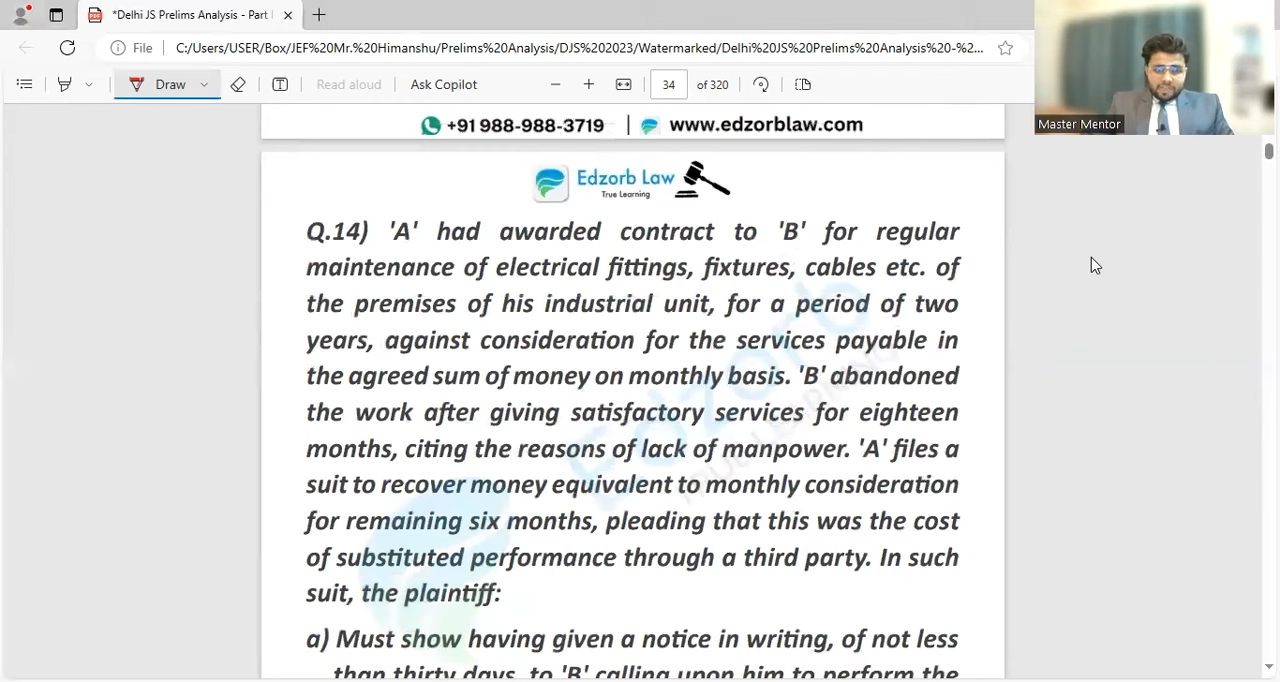 *Delhi JS Prelims Analysis - Part
File
C:/Users/USER/Box/JEF%20Mr.%20Himanshu/Prelims%20Analysis/DJS%202023/Watermarked/Delhi%20JS%20Prelims%20Analysis%20-%2...
Draw
Read aloud
Ask Copilot
34
of 320
Master Mentor
+91 988-988-3719 | www.edzorblaw.com
Edzorb Law
True Learning
Q.14) 'A' had awarded contract to 'B' for regular
maintenance of electrical fittings, fixtures, cables etc. of
the premises of his industrial unit, for a period of two
years, against consideration for the services payable in
the agreed sum of money on monthly basis. 'B' abandoned
the work after giving satisfactory services for eighteen
months, citing the reasons of lack of manpower. 'A' files a
suit to recover money equivalent to monthly consideration
for remaining six months, pleading that this was the cost
of substituted performance through a third party. In such
suit, the plaintiff:
a) Must show having given a notice in writing, of not less
than thirty days, to 'B' calling upon him to perform the
Edzorb
TRUE LEARNING